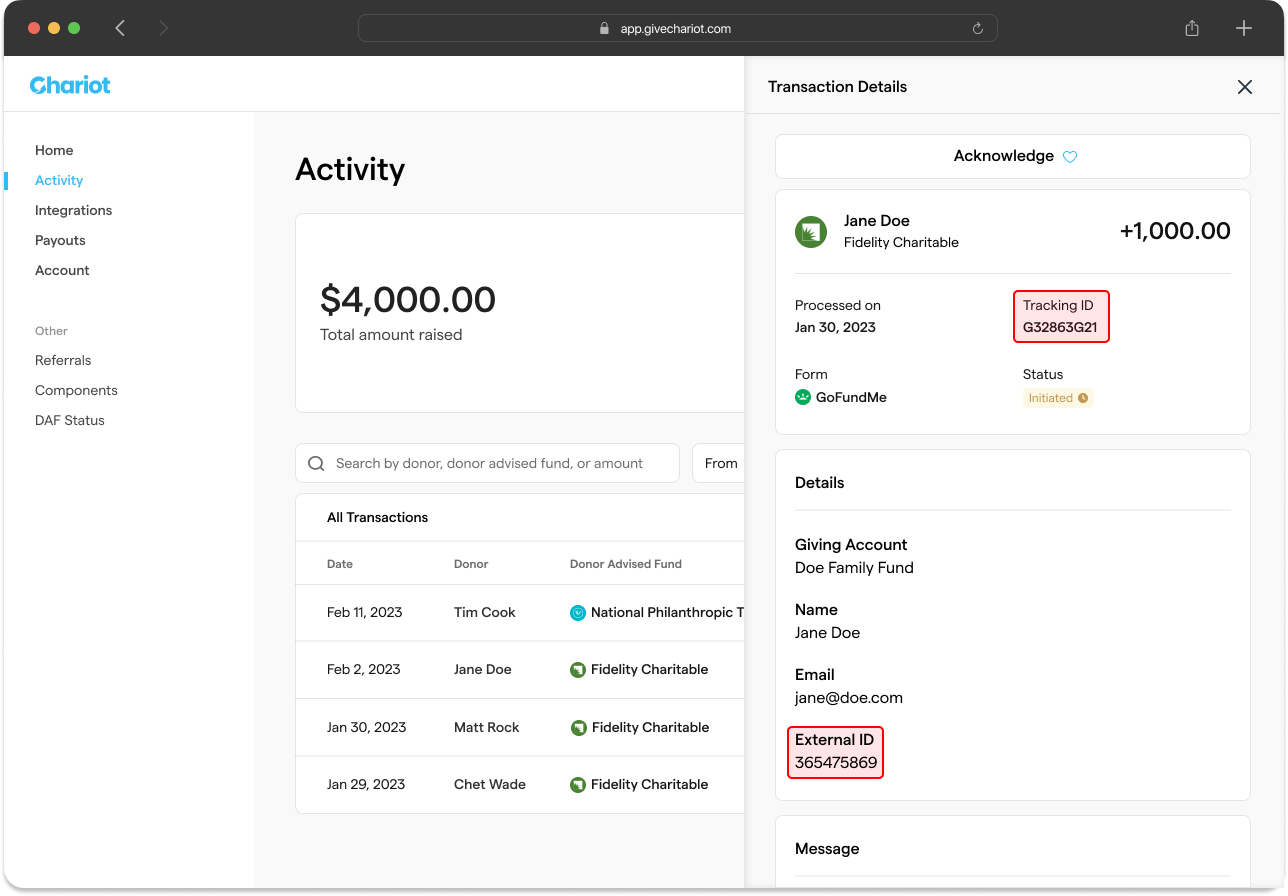 app.givechariot.com
Chariot
Home
Activity
Integrations
Payouts
Account
Other
Referrals
Components
DAF Status
Activity
$4,000.00
Total amount raised
Search by donor, donor advised fund, or amount
From
All Transactions
Date Donor Donor Advised Fund
Feb 11, 2023 Tim Cook National Philanthropic T
Feb 2, 2023 Jane Doe Fidelity Charitable
Jan 30, 2023 Matt Rock Fidelity Charitable
Jan 29, 2023 Chet Wade Fidelity Charitable
Transaction Details
Acknowledge
Jane Doe
Fidelity Charitable
+1,000.00
Processed on
Jan 30, 2023
Tracking ID
G32863G21
Form
GoFundMe
Status
Initiated
Details
Giving Account
Doe Family Fund
Name
Jane Doe
Email
jane@doe.com
External ID
365475869
Message